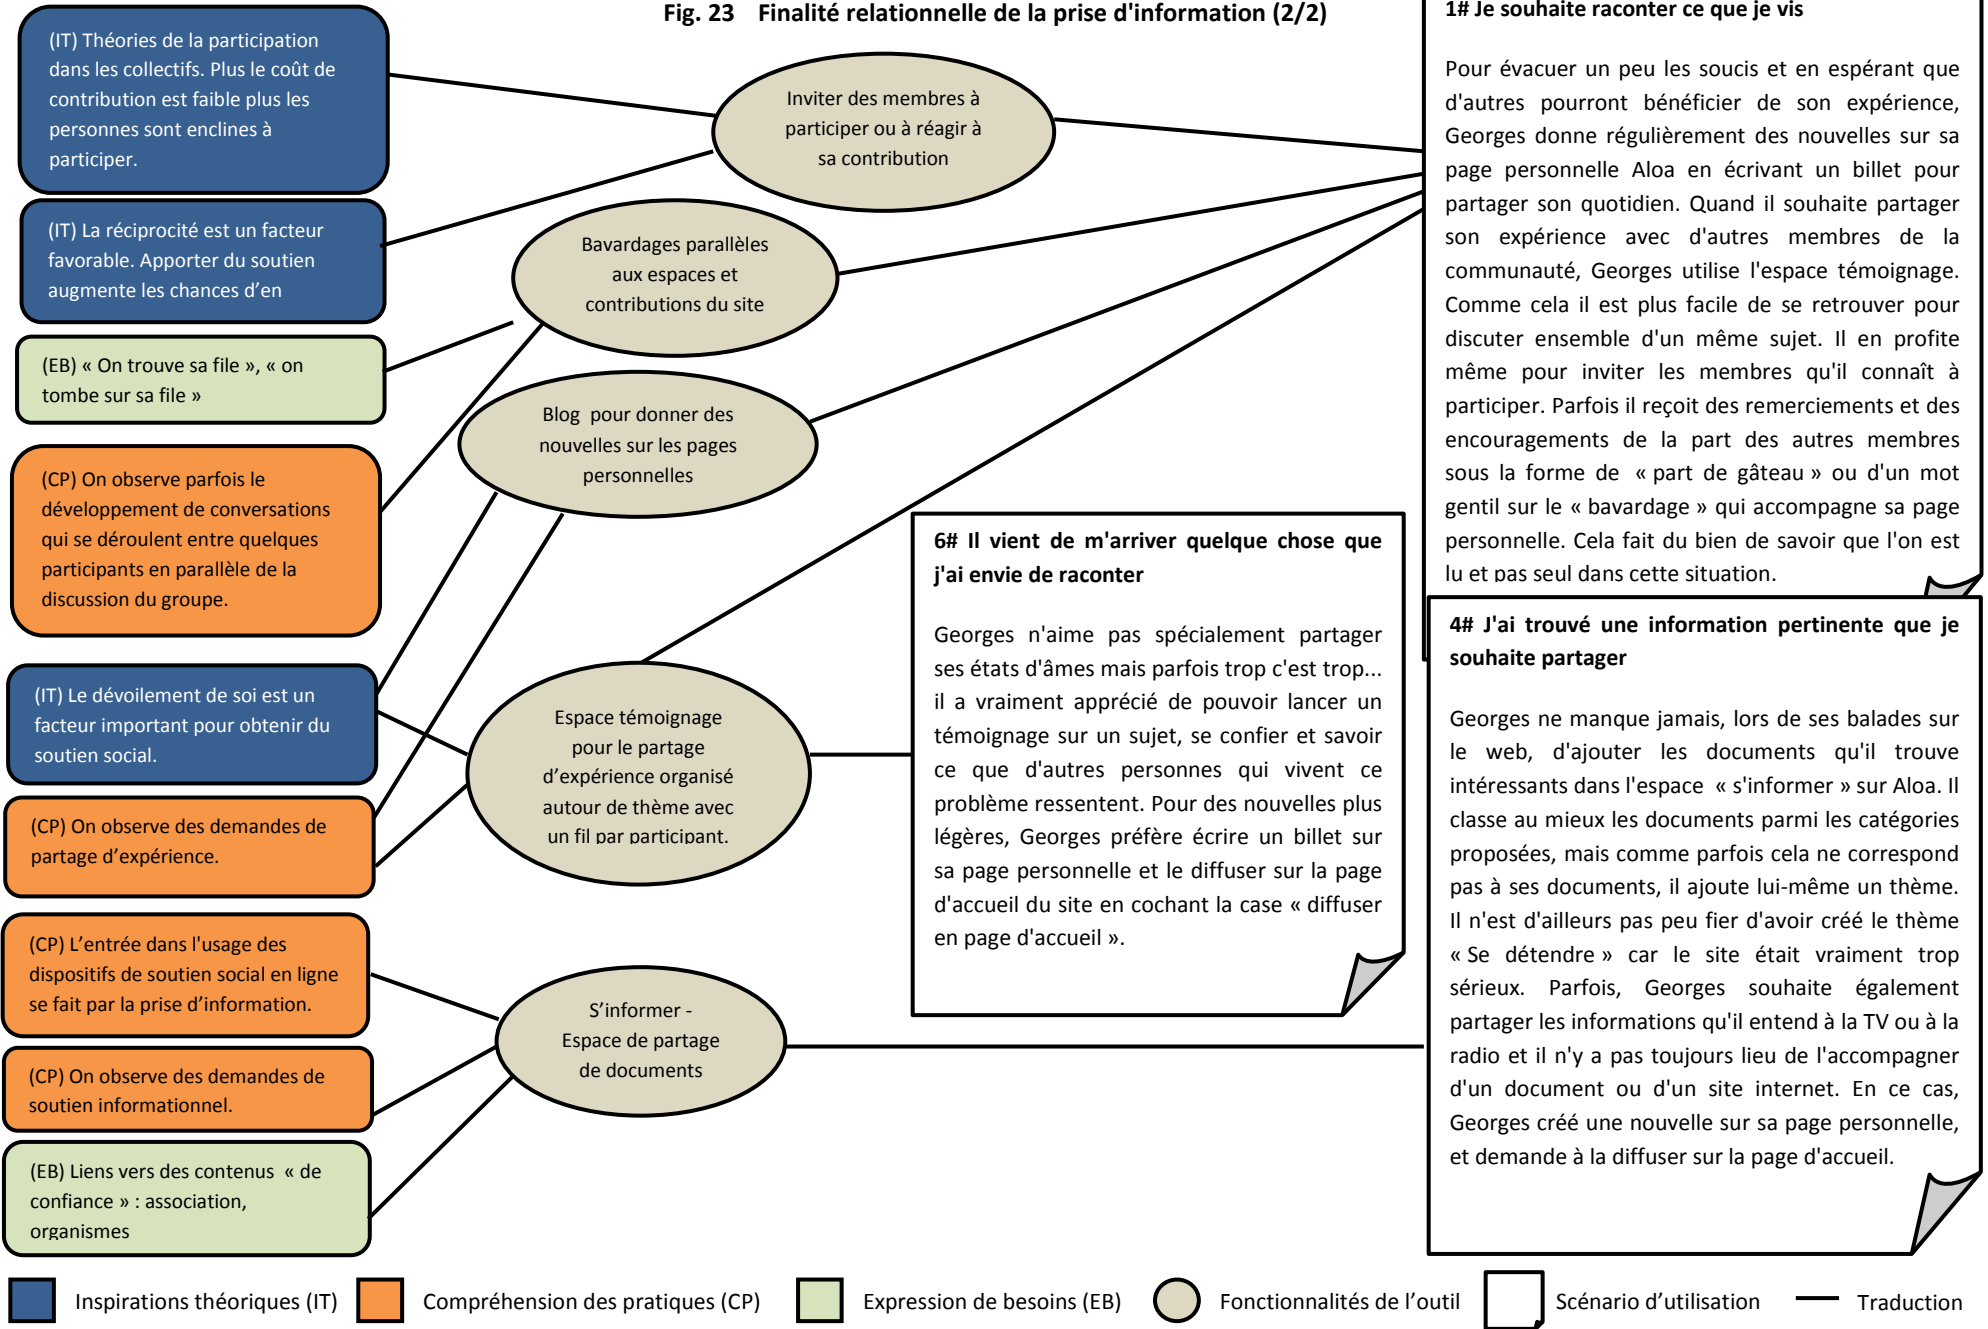 Fig. 23 Finalité relationnelle de la prise d'information (2/2)
(IT) Théories de la participation
dans les collectifs. Plus le coût de
contribution est faible plus les
personnes sont enclines à
participer.
(IT) La réciprocité est un facteur
favorable. Apporter du soutien
augmente les chances d’en
(EB) « On trouve sa file », « on
tombe sur sa file »
(CP) On observe parfois le
développement de conversations
qui se déroulent entre quelques
participants en parallèle de la
discussion du groupe.
(IT) Le dévoilement de soi est un
facteur important pour obtenir du
soutien social.
(CP) On observe des demandes de
partage d’expérience.
(CP) L’entrée dans l'usage des
dispositifs de soutien social en ligne
se fait par la prise d’information.
(CP) On observe des demandes de
soutien informationnel.
(EB) Liens vers des contenus « de
confiance » : association,
organismes
Inviter des membres à
participer ou à réagir à
sa contribution
Bavardages parallèles
aux espaces et
contributions du site
Blog pour donner des
nouvelles sur les pages
personnelles
Espace témoignage
pour le partage
d’expérience organisé
autour de thème avec
un fil par participant.
S’informer -
Espace de partage
de documents
6# Il vient de m'arriver quelque chose que
j'ai envie de raconter
Georges n'aime pas spécialement partager
ses états d'âmes mais parfois trop c'est trop...
il a vraiment apprécié de pouvoir lancer un
témoignage sur un sujet, se confier et savoir
ce que d'autres personnes qui vivent ce
problème ressentent. Pour des nouvelles plus
légères, Georges préfère écrire un billet sur
sa page personnelle et le diffuser sur la page
d'accueil du site en cochant la case « diffuser
en page d'accueil ».
1# Je souhaite raconter ce que je vis
Pour évacuer un peu les soucis et en espérant que
d'autres pourront bénéficier de son expérience,
Georges donne régulièrement des nouvelles sur sa
page personnelle Aloa en écrivant un billet pour
partager son quotidien. Quand il souhaite partager
son expérience avec d'autres membres de la
communauté, Georges utilise l'espace témoignage.
Comme cela il est plus facile de se retrouver pour
discuter ensemble d'un même sujet. Il en profite
même pour inviter les membres qu'il connaît à
participer. Parfois il reçoit des remerciements et des
encouragements de la part des autres membres
sous la forme de « part de gâteau » ou d'un mot
gentil sur le « bavardage » qui accompagne sa page
personnelle. Cela fait du bien de savoir que l'on est
lu et pas seul dans cette situation.
4# J'ai trouvé une information pertinente que je
souhaite partager
Georges ne manque jamais, lors de ses balades sur
le web, d'ajouter les documents qu'il trouve
intéressants dans l'espace « s'informer » sur Aloa. Il
classe au mieux les documents parmi les catégories
proposées, mais comme parfois cela ne correspond
pas à ses documents, il ajoute lui-même un thème.
Il n'est d'ailleurs pas peu fier d'avoir créé le thème
« Se détendre » car le site était vraiment trop
sérieux. Parfois, Georges souhaite également
partager les informations qu'il entend à la TV ou à la
radio et il n'y a pas toujours lieu de l'accompagner
d'un document ou d'un site internet. En ce cas,
Georges créé une nouvelle sur sa page personnelle,
et demande à la diffuser sur la page d'accueil.
Inspirations théoriques (IT)
Compréhension des pratiques (CP)
Expression de besoins (EB)
Fonctionnalités de l’outil
Scénario d’utilisation
Traduction